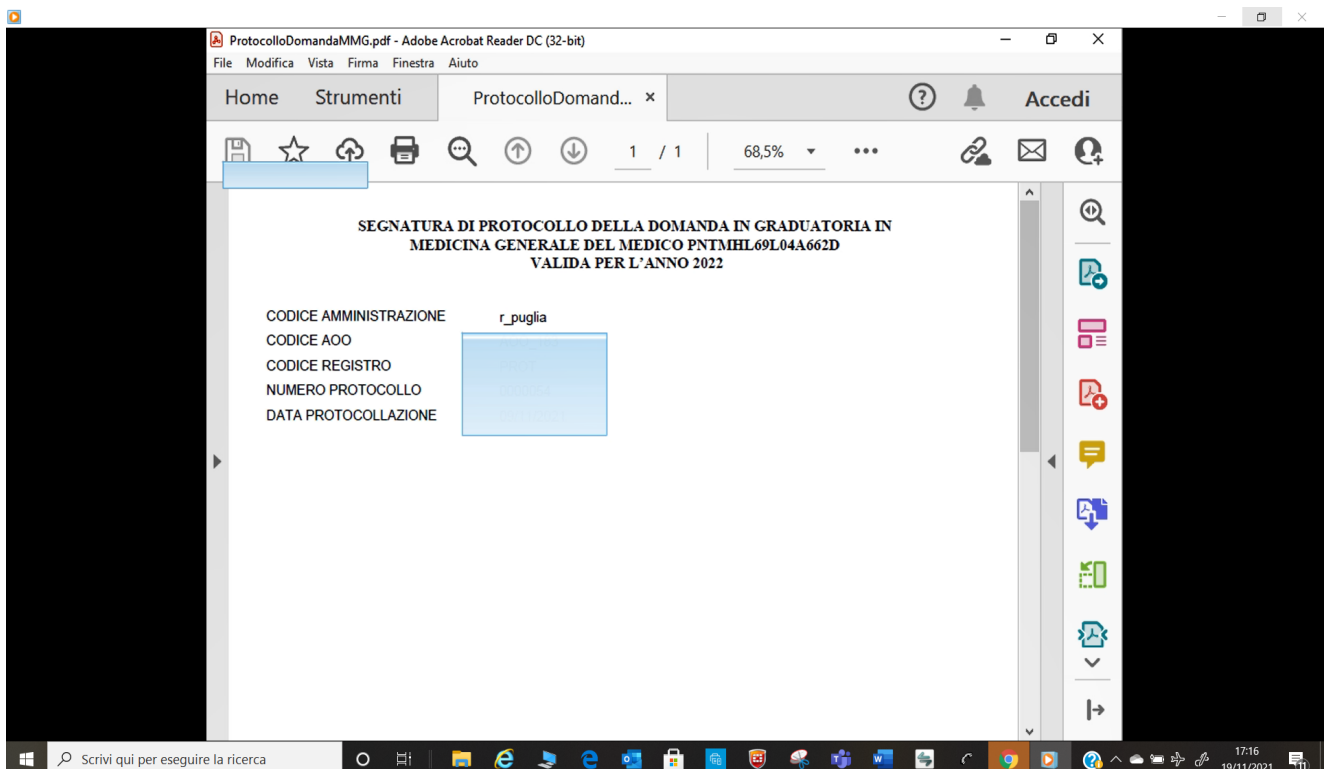 ProtocolloDomandaMMG.pdf - Adobe Acrobat Reader DC (32-bit)
File Modifica Vista Firma Finestra Aiuto
Home Strumenti ProtocolloDomand... × Accedi
1 / 1 68,5%
SEGNATURA DI PROTOCOLLO DELLA DOMANDA IN GRADUATORIA IN
MEDICINA GENERALE DEL MEDICO PNTMHL69L04A662D
VALIDA PER L'ANNO 2022
CODICE AMMINISTRAZIONE r_puglia
CODICE AOO
CODICE REGISTRO
NUMERO PROTOCOLLO
DATA PROTOCOLLAZIONE
Scrivi qui per eseguire la ricerca
17:16
19/11/2021